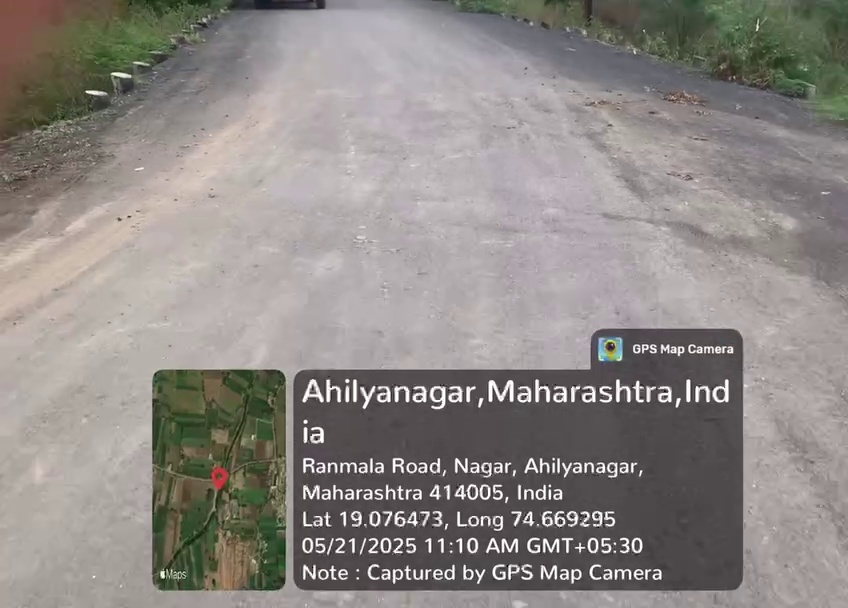 GPS Map Camera
Ahilyanagar,Maharashtra,Ind
ia
Ranmala Road, Nagar, Ahilyanagar,
Maharashtra 414005, India
Lat 19.076473, Long 74.669295
05/21/2025 11:10 AM GMT+05:30
Note : Captured by GPS Map Camera
Maps